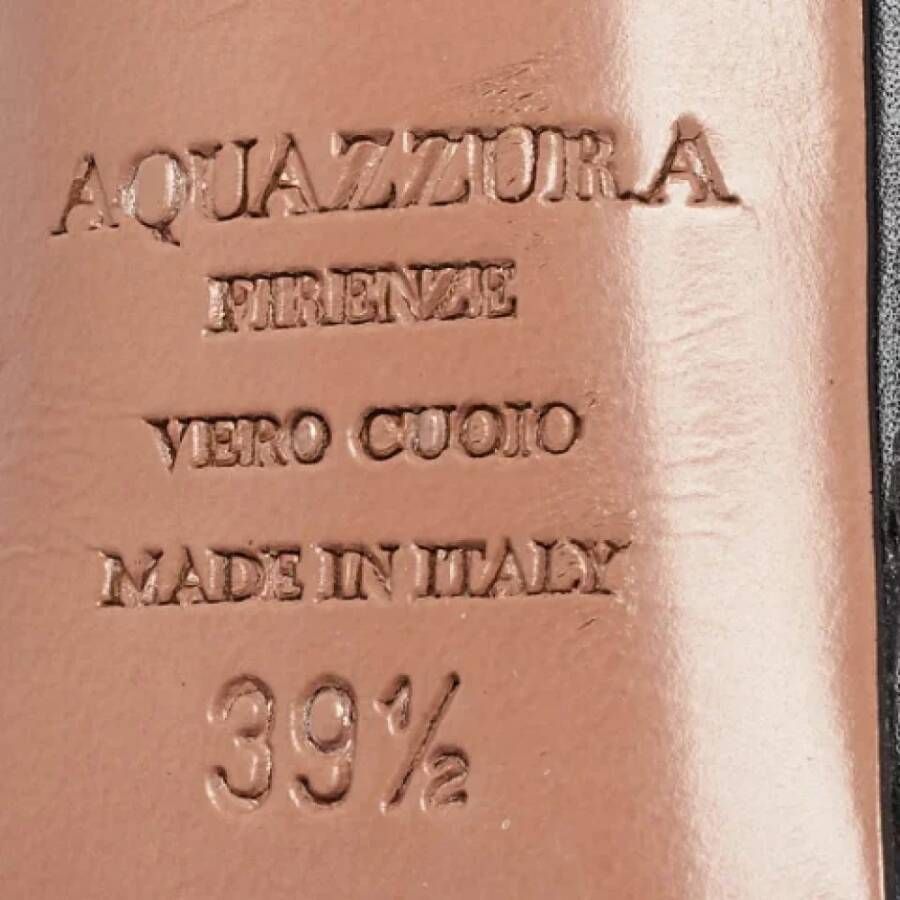 AQUAZZURA
FIRENZE
VERO CUOIO
MADE IN ITALY
39½